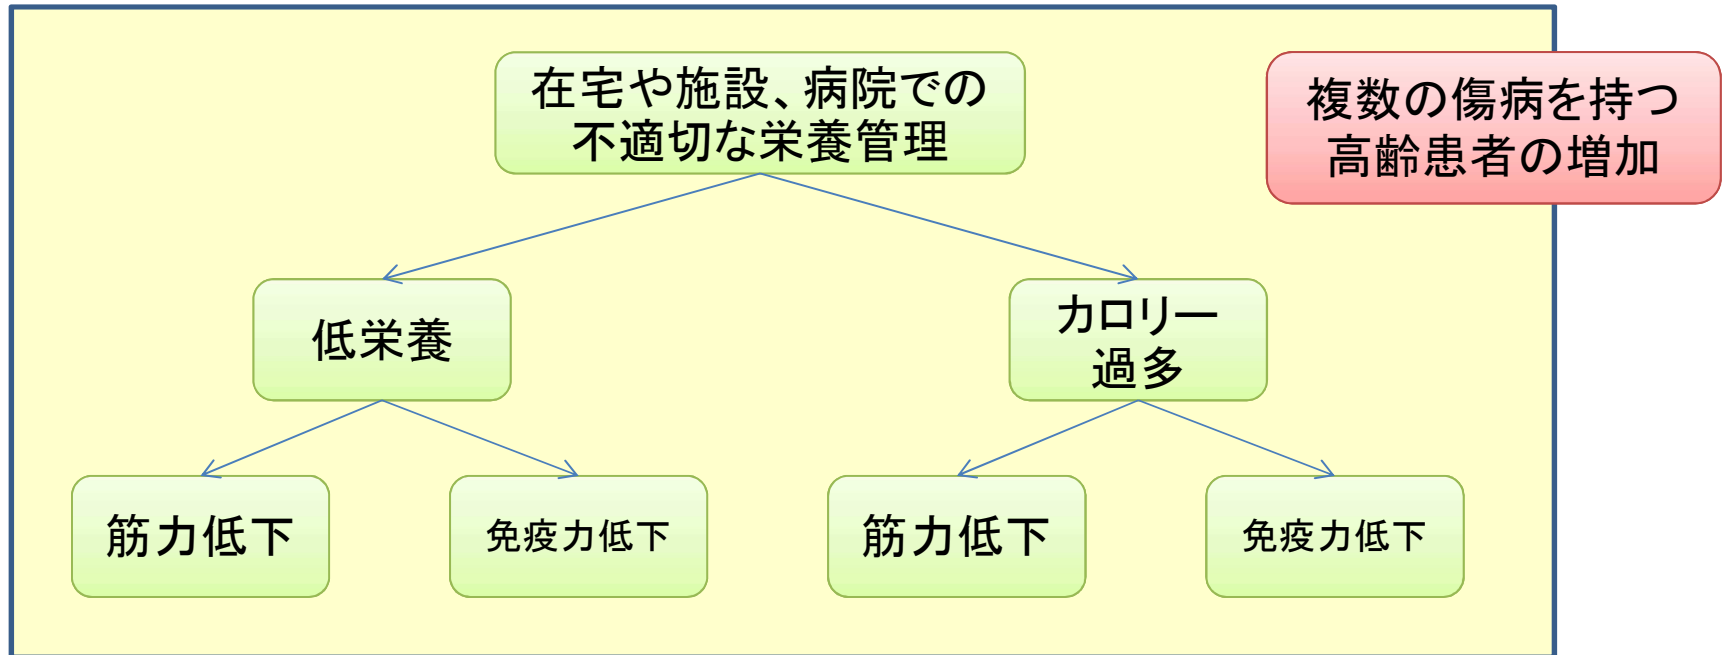 在宅や施設、病院での
不適切な栄養管理
複数の傷病を持つ
高齢患者の増加
低栄養
カロリー
過多
筋力低下
免疫力低下
筋力低下
免疫力低下